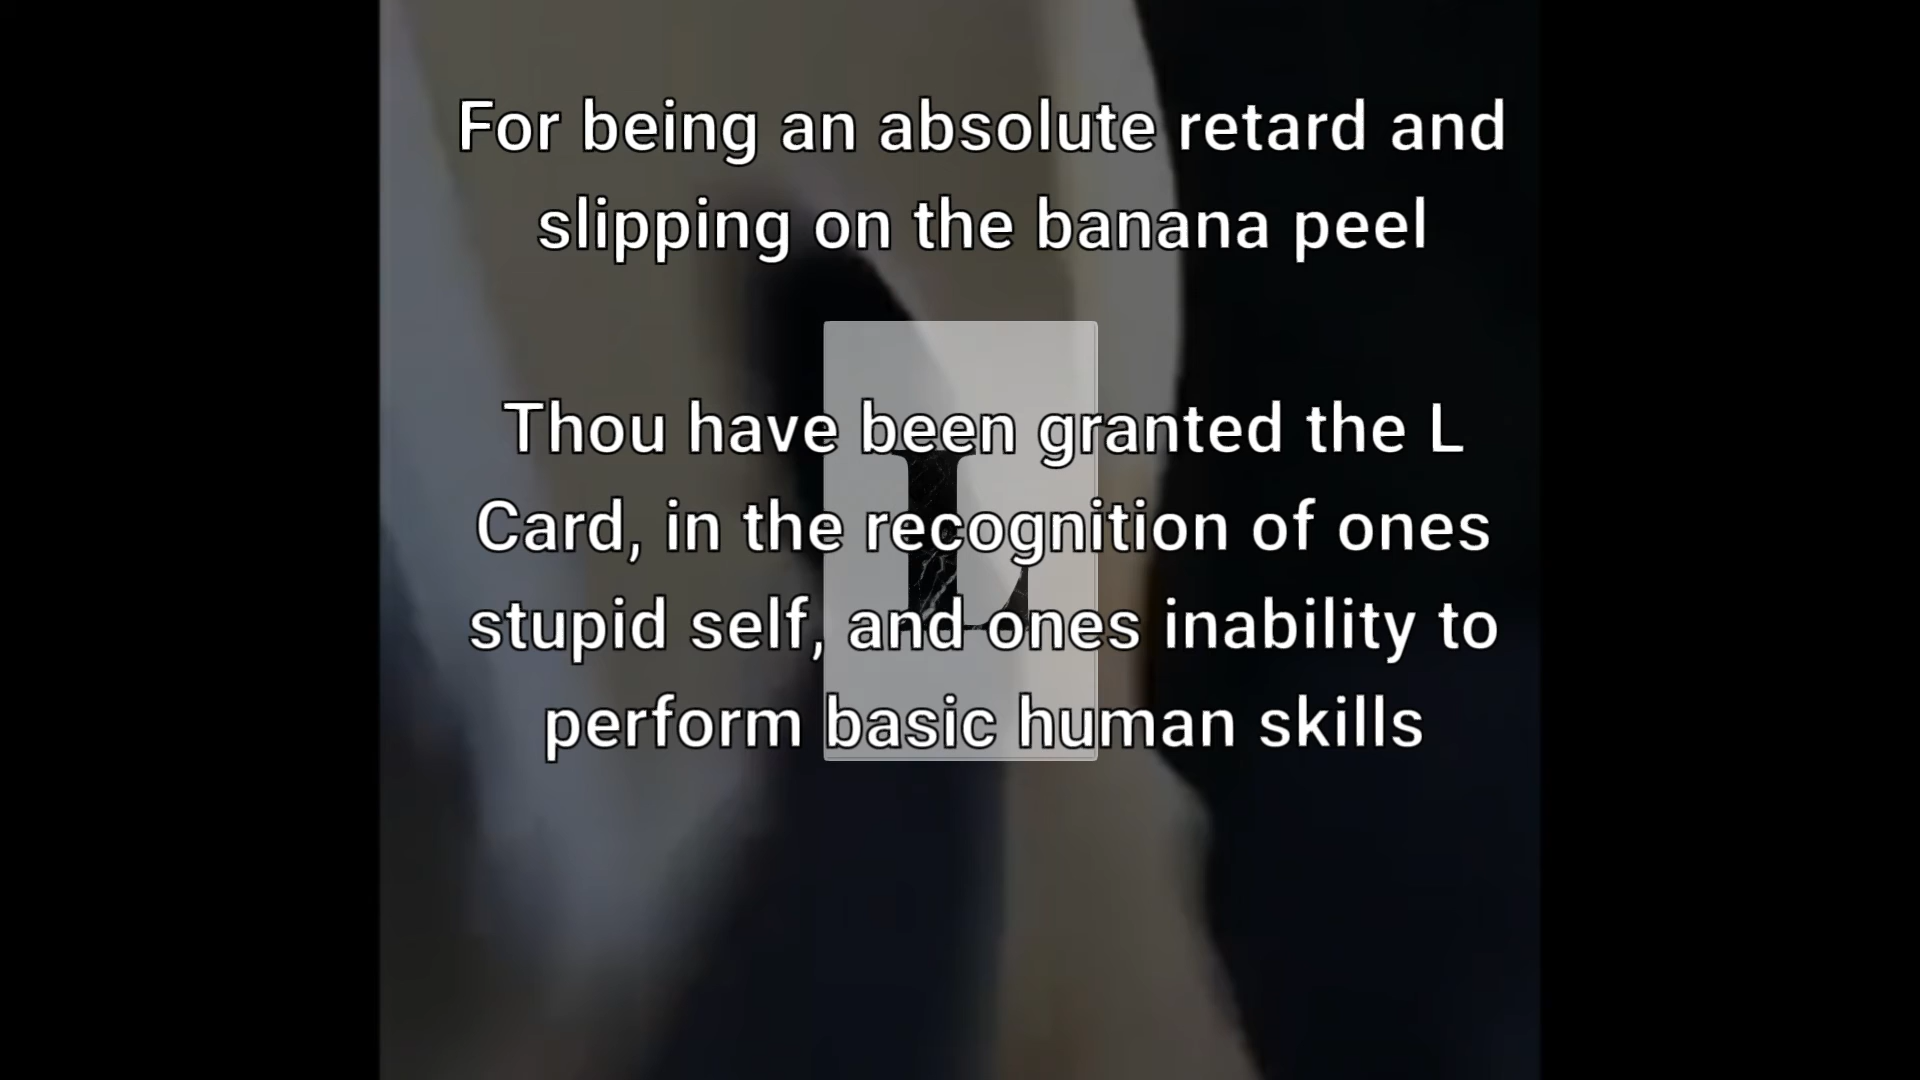 For being an absolute retard and
slipping on the banana peel
Thou have been granted the L
Card, in the recognition of ones
stupid self, and ones inability to
perform basic human skills
L